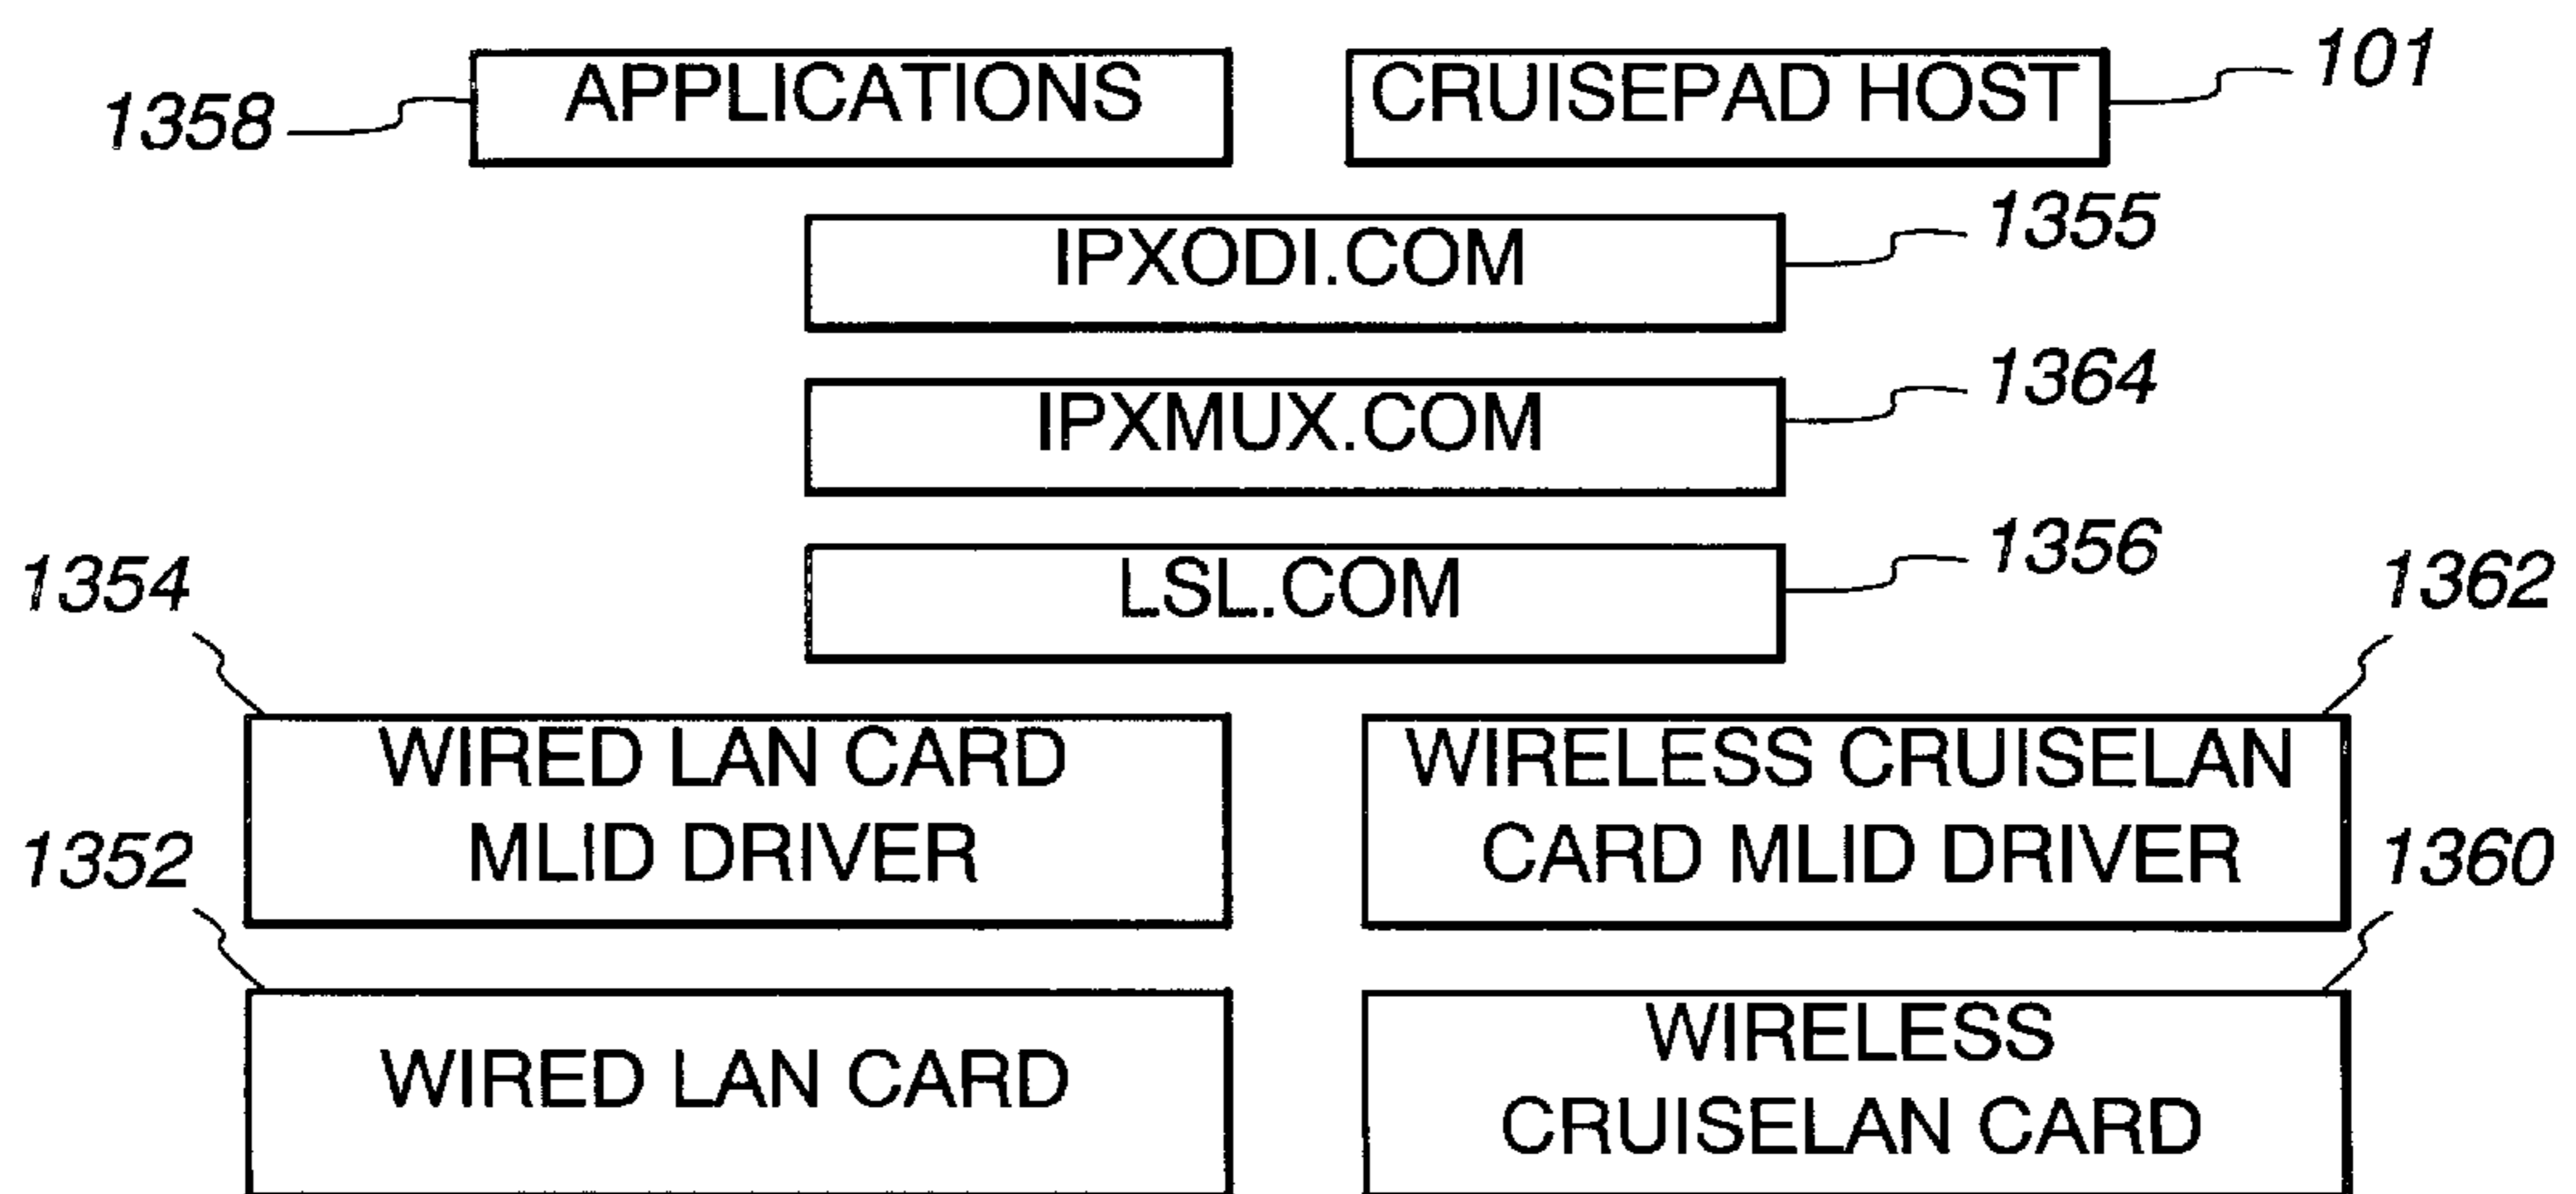 1358
APPLICATIONS
CRUISEPAD HOST
101
IPXODI.COM
1355
IPXMUX.COM
1364
LSL.COM
1356
1354
WIRED LAN CARD
MLID DRIVER
WIRELESS CRUISELAN
CARD MLID DRIVER
1362
1352
WIRED LAN CARD
WIRELESS
CRUISELAN CARD
1360